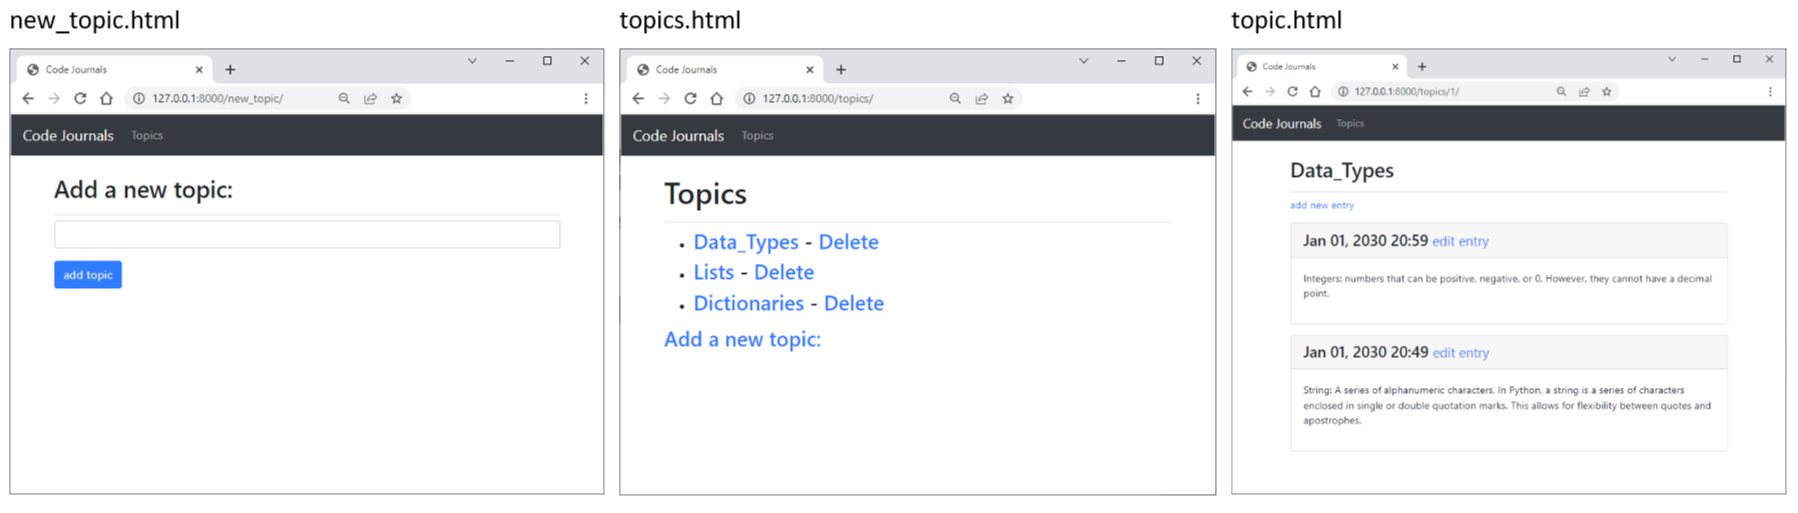 new_topic.html
Code Journals
127.0.0.1:8000/new_topic/
Code Journals Topics
Add a new topic:
add topic
topics.html
Code Journals
127.0.0.1:8000/topics/
Code Journals Topics
Topics
• Data_Types - Delete
• Lists - Delete
• Dictionaries - Delete
Add a new topic:
topic.html
Code Journals
127.0.0.1:8000/topics/1/
Code Journals Topics
Data_Types
add new entry
Jan 01, 2030 20:59 edit entry
Integers: numbers that can be positive, negative, or 0. However, they cannot have a decimal
point.
Jan 01, 2030 20:49 edit entry
String: A series of alphanumeric characters. In Python, a string is a series of characters
enclosed in single or double quotation marks. This allows for flexibility between quotes and
apostrophes.